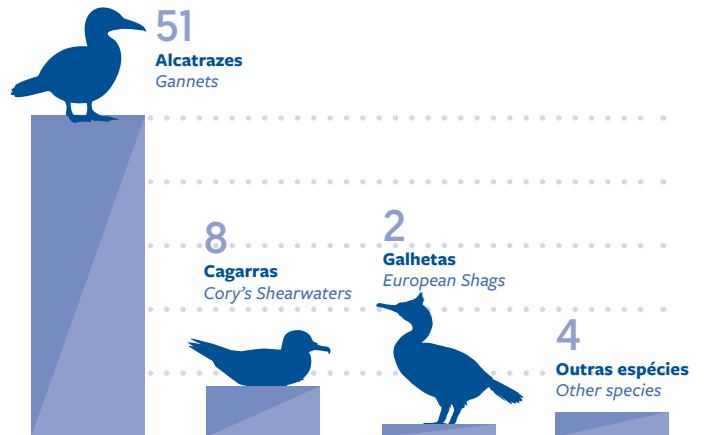 51
Alcatrazes
Gannets
8
Cagarras
Cory's Shearwaters
2
Galhetas
European Shags
4
Outras espécies
Other species